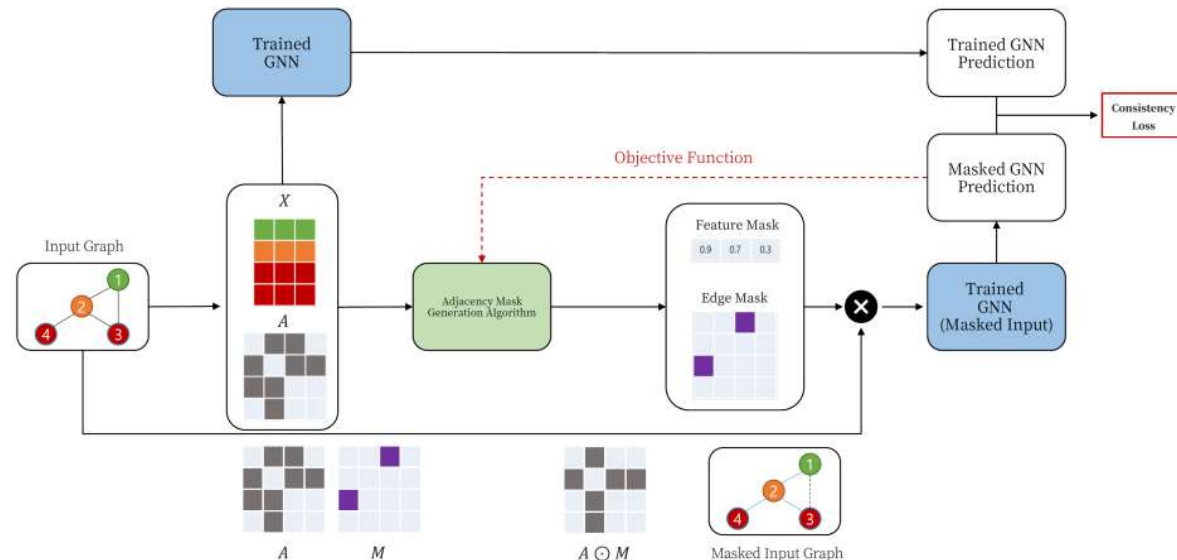 Trained
GNN
Trained GNN
Prediction
Consistency
Loss
Objective Function
Masked GNN
Prediction
X
Input Graph
1
2
4
3
A
Adjacency Mask
Generation Algorithm
Feature Mask
0.9 0.7 0.3
Edge Mask
Trained
GNN
(Masked Input)
1
2
4
3
A
M
A ⊙ M
Masked Input Graph